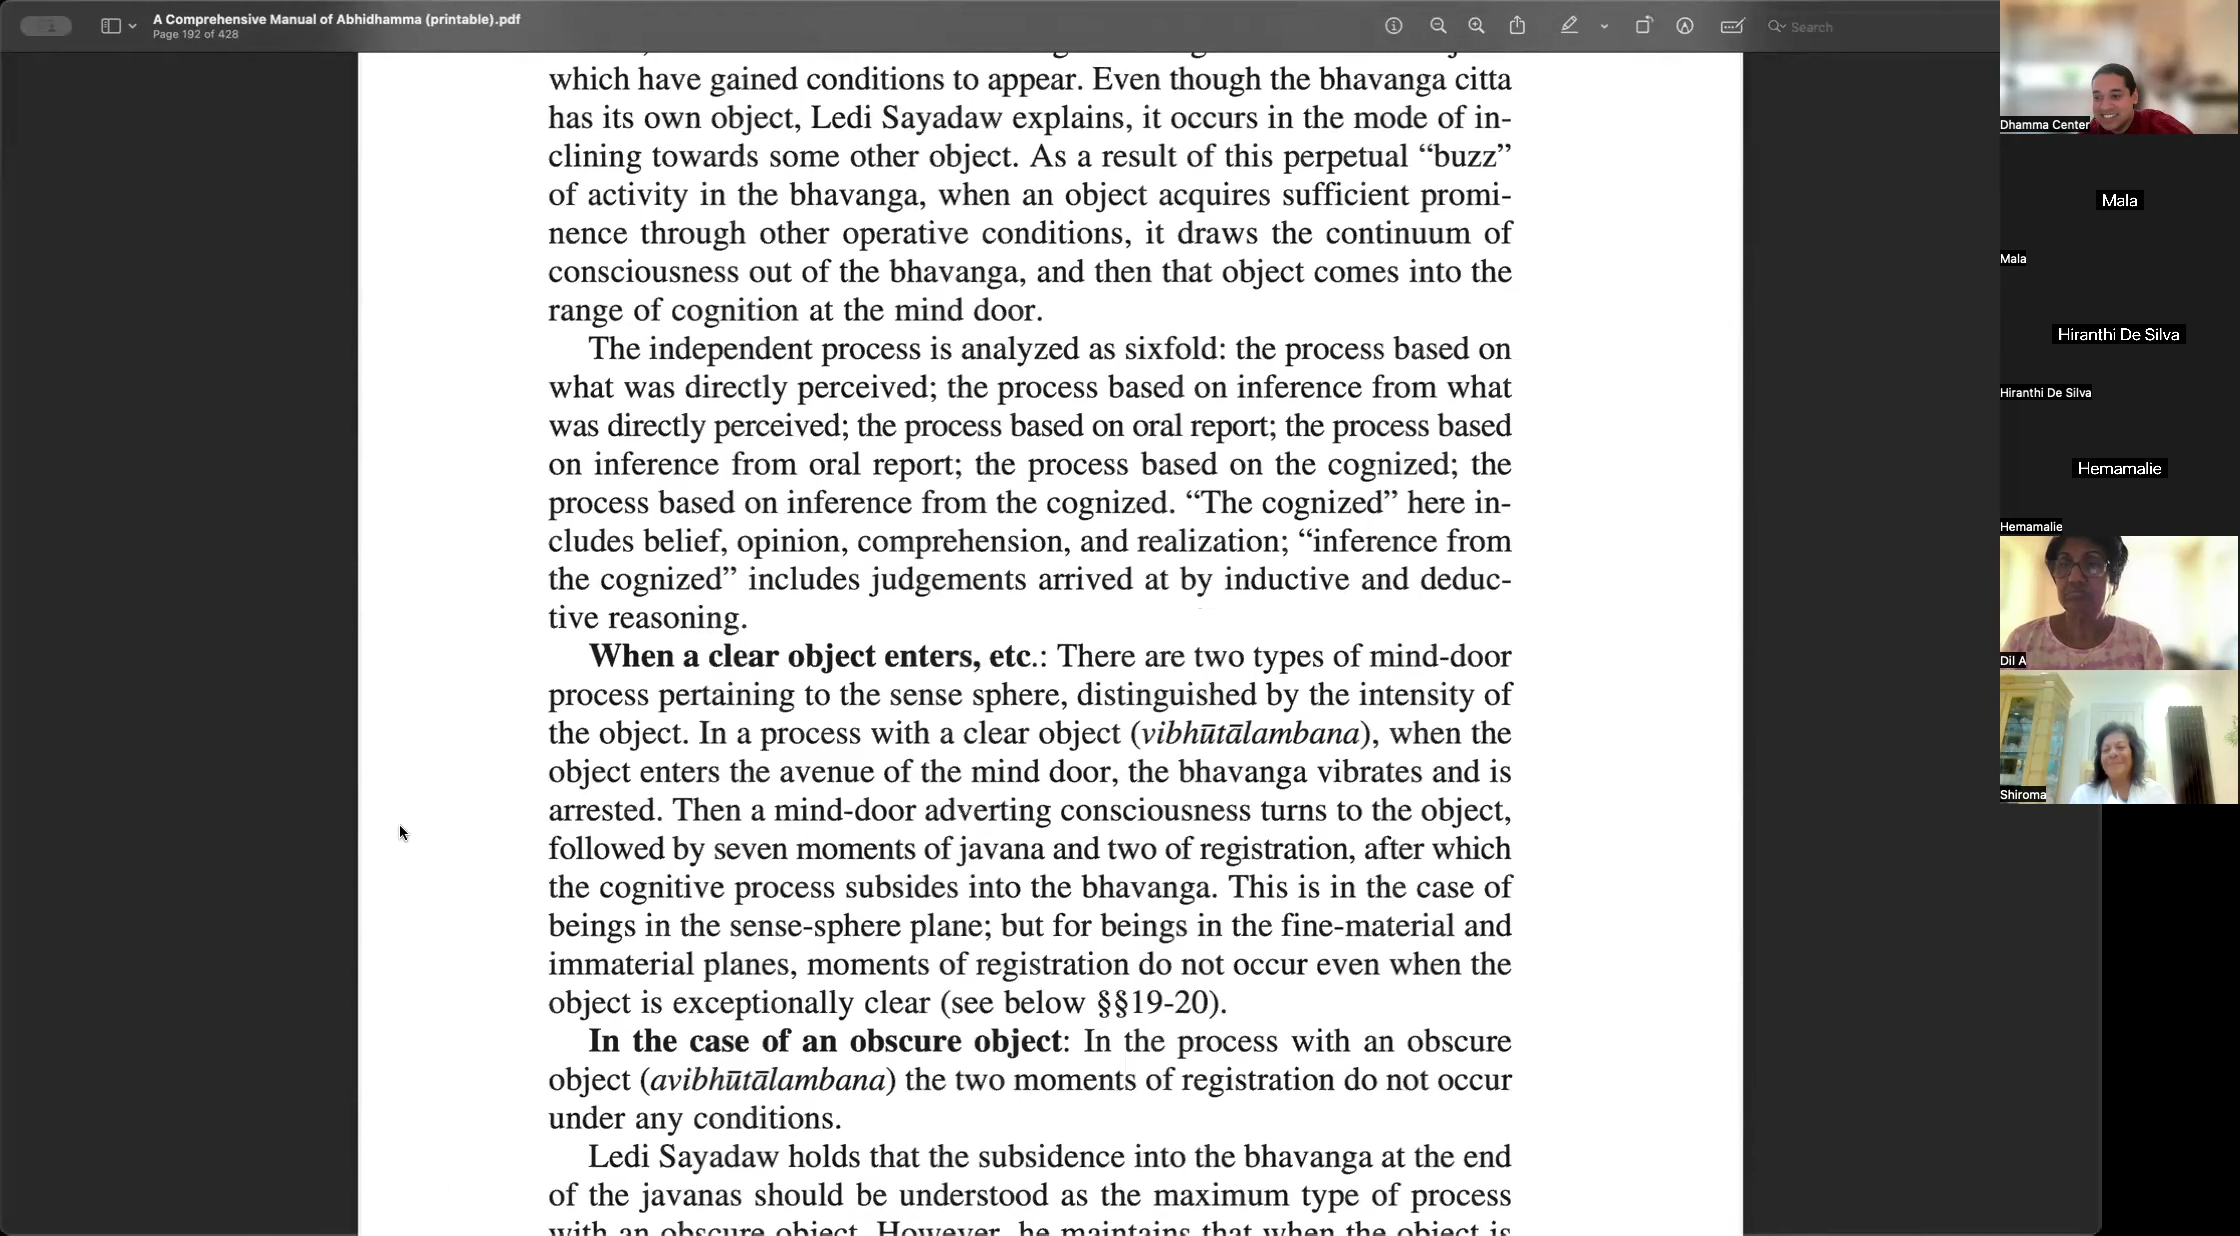 A Comprehensive Manual of Abhidhamma (printable).pdf
Page 192 of 428
Search
which have gained conditions to appear. Even though the bhavanga citta
has its own object, Ledi Sayadaw explains, it occurs in the mode of in-
clining towards some other object. As a result of this perpetual “buzz”
of activity in the bhavanga, when an object acquires sufficient promi-
nence through other operative conditions, it draws the continuum of
consciousness out of the bhavanga, and then that object comes into the
range of cognition at the mind door.
The independent process is analyzed as sixfold: the process based on
what was directly perceived; the process based on inference from what
was directly perceived; the process based on oral report; the process based
on inference from oral report; the process based on the cognized; the
process based on inference from the cognized. “The cognized” here in-
cludes belief, opinion, comprehension, and realization; “inference from
the cognized” includes judgements arrived at by inductive and deduc-
tive reasoning.
When a clear object enters, etc.: There are two types of mind-door
process pertaining to the sense sphere, distinguished by the intensity of
the object. In a process with a clear object (vibhūtālambana), when the
object enters the avenue of the mind door, the bhavanga vibrates and is
arrested. Then a mind-door adverting consciousness turns to the object,
followed by seven moments of javana and two of registration, after which
the cognitive process subsides into the bhavanga. This is in the case of
beings in the sense-sphere plane; but for beings in the fine-material and
immaterial planes, moments of registration do not occur even when the
object is exceptionally clear (see below §§19-20).
In the case of an obscure object: In the process with an obscure
object (avibhūtālambana) the two moments of registration do not occur
under any conditions.
Ledi Sayadaw holds that the subsidence into the bhavanga at the end
of the javanas should be understood as the maximum type of process
with an obscure object. However, he maintains that when the object is
Dhamma Center
Mala
Mala
Hiranthi De Silva
Hiranthi De Silva
Hemamalie
Hemamalie
Dil A
Shiroma